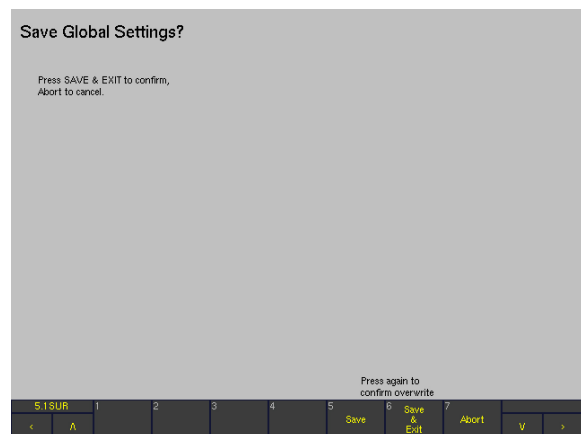 Save Global Settings?
Press SAVE & EXIT to confirm,
Abort to cancel.
Press again to
confirm overwrite
5.1SUR
1
2
3
4
5
Save
6
Save
&
Exit
7
Abort
< Λ
V >